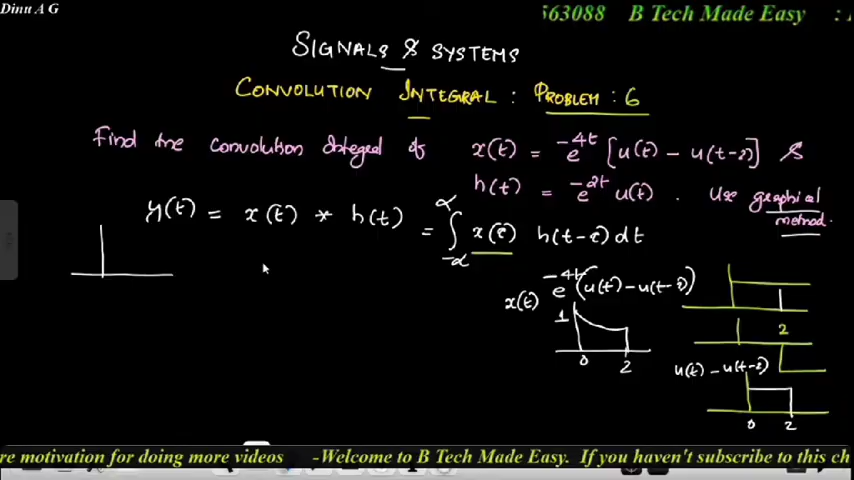 Dinu A G
563088 B Tech Made Easy :
SIGNALS & SYSTEMS
CONVOLUTION INTEGRAL : PROBLEM : 6
Find the convolution Integral of x(t) = e^-4t [u(t) - u(t-2)] &
h(t) = e^-2t u(t). Use graphical
method.
y(t) = x(t) * h(t) = ∫ -α α x(τ) h(t-τ) dt
x(t) e^-4t (u(t) - u(t-2))
1
0 2
2
u(t) - u(t-2)
0 2
re motivation for doing more videos -Welcome to B Tech Made Easy. If you haven't subscribe to this ch